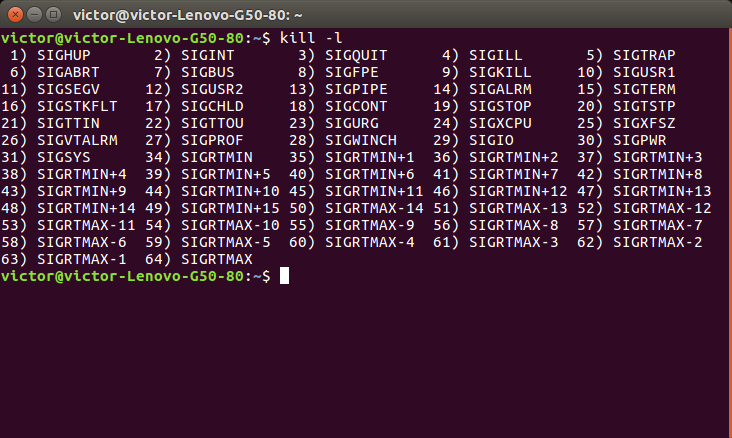 victor@victor-Lenovo-G50-80: ~
victor@victor-Lenovo-G50-80:~$ kill -l
 1) SIGHUP       2) SIGINT       3) SIGQUIT      4) SIGILL       5) SIGTRAP
 6) SIGABRT      7) SIGBUS       8) SIGFPE       9) SIGKILL     10) SIGUSR1
11) SIGSEGV     12) SIGUSR2     13) SIGPIPE     14) SIGALRM     15) SIGTERM
16) SIGSTKFLT   17) SIGCHLD     18) SIGCONT     19) SIGSTOP     20) SIGTSTP
21) SIGTTIN     22) SIGTTOU     23) SIGURG      24) SIGXCPU     25) SIGXFSZ
26) SIGVTALRM   27) SIGPROF     28) SIGWINCH    29) SIGIO       30) SIGPWR
31) SIGSYS      34) SIGRTMIN    35) SIGRTMIN+1  36) SIGRTMIN+2  37) SIGRTMIN+3
38) SIGRTMIN+4  39) SIGRTMIN+5  40) SIGRTMIN+6  41) SIGRTMIN+7  42) SIGRTMIN+8
43) SIGRTMIN+9  44) SIGRTMIN+10 45) SIGRTMIN+11 46) SIGRTMIN+12 47) SIGRTMIN+13
48) SIGRTMIN+14 49) SIGRTMIN+15 50) SIGRTMAX-14 51) SIGRTMAX-13 52) SIGRTMAX-12
53) SIGRTMAX-11 54) SIGRTMAX-10 55) SIGRTMAX-9  56) SIGRTMAX-8  57) SIGRTMAX-7
58) SIGRTMAX-6  59) SIGRTMAX-5  60) SIGRTMAX-4  61) SIGRTMAX-3  62) SIGRTMAX-2
63) SIGRTMAX-1  64) SIGRTMAX
victor@victor-Lenovo-G50-80:~$